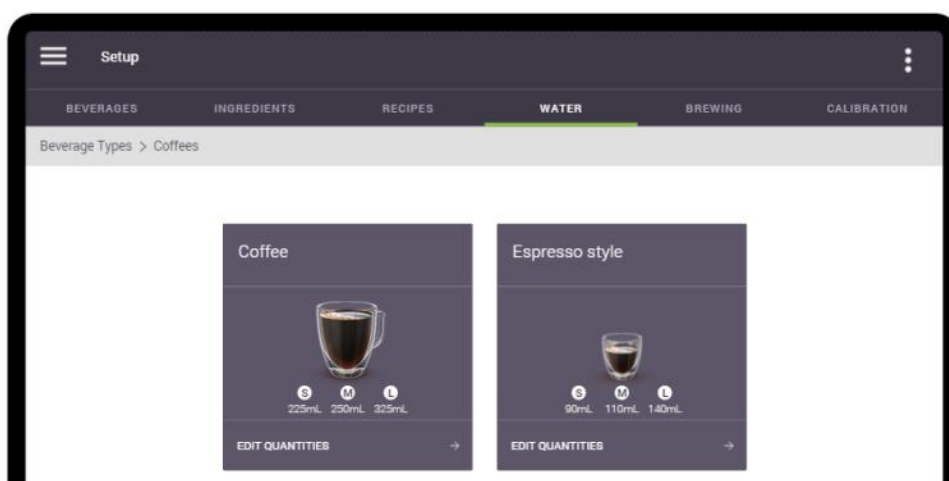 Setup
BEVERAGES INGREDIENTS RECIPES WATER BREWING CALIBRATION
Beverage Types > Coffees
Coffee Espresso style
S M L S M L
225mL 250mL 325mL 90mL 110mL 140mL
EDIT QUANTITIES → EDIT QUANTITIES →